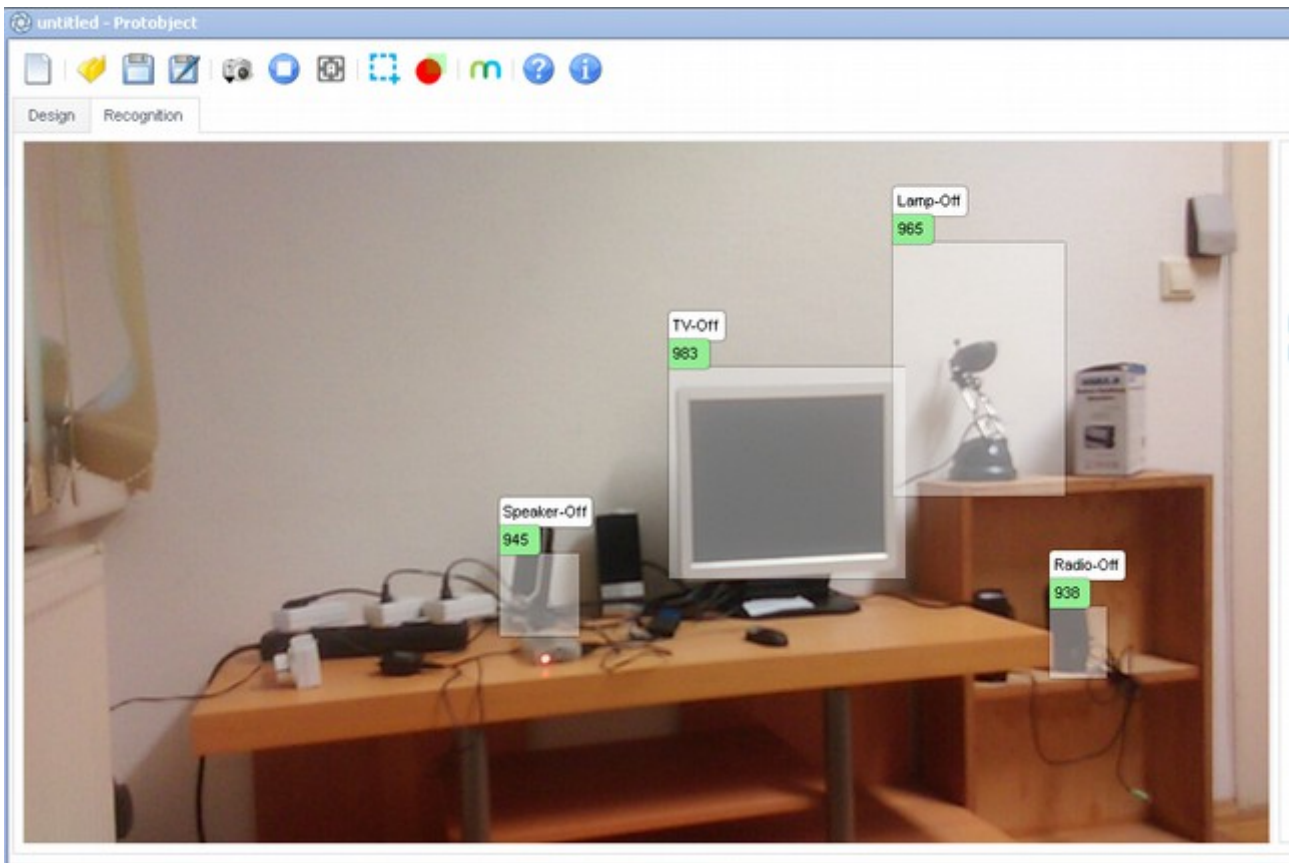 untitled - Protobject
Design Recognition
Lamp-Off
965
TV-Off
983
Speaker-Off
945
Radio-Off
938